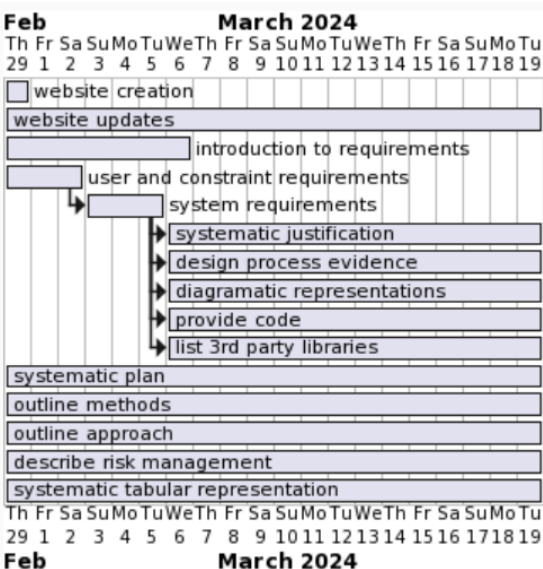 Feb March 2024
Th Fr Sa Su Mo Tu We Th Fr Sa Su Mo Tu We Th Fr Sa Su Mo Tu
29 1 2 3 4 5 6 7 8 9 10 11 12 13 14 15 16 17 18 19
website creation
website updates
introduction to requirements
user and constraint requirements
system requirements
systematic justification
design process evidence
diagramatic representations
provide code
list 3rd party libraries
systematic plan
outline methods
outline approach
describe risk management
systematic tabular representation
Th Fr Sa Su Mo Tu We Th Fr Sa Su Mo Tu We Th Fr Sa Su Mo Tu
29 1 2 3 4 5 6 7 8 9 10 11 12 13 14 15 16 17 18 19
Feb March 2024